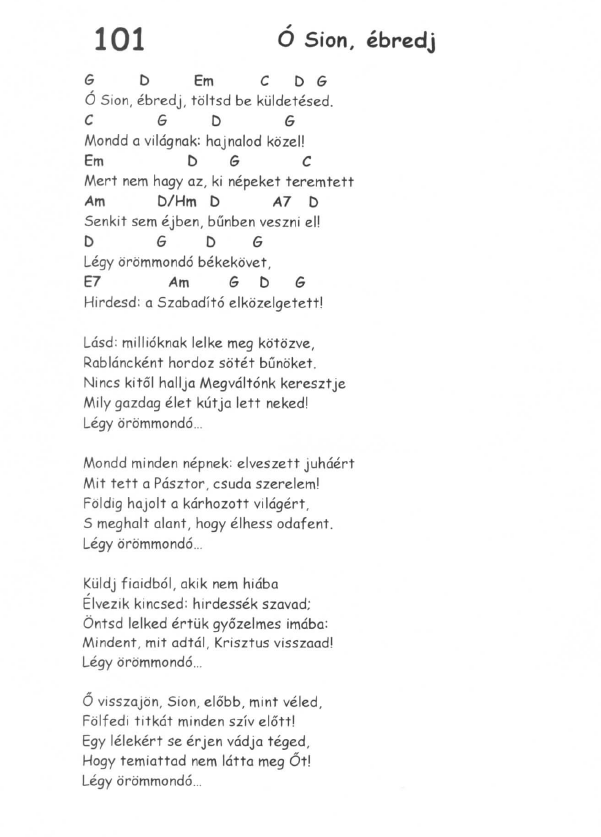 101 Ó Sion, ébredj
G D Em C D G
Ó Sion, ébredj, töltsd be küldetésed.
C G D G
Mondd a világnak: hajnalod közel!
Em D G C
Mert nem hagy az, ki népeket teremtett
Am D/Hm D A7 D
Senkit sem éjben, bűnben veszni el!
D G D G
Légy örömmondó békekövet,
E7 Am G D G
Hirdesd: a Szabadító elközelgetett!
Lásd: millióknak lelke meg kötözve,
Rabláncként hordoz sötét bűnöket.
Nincs kitől hallja Megváltónk keresztje
Mily gazdag élet kútja lett neked!
Légy örömmondó...
Mondd minden népnek: elveszett juháért
Mit tett a Pásztor, csuda szerelem!
Földig hajolt a kárhozott világért,
S meghalt alant, hogy élhess odafent.
Légy örömmondó...
Küldj fiaidból, akik nem hiába
Élvezik kincsed: hirdessék szavad;
Öntsd lelked értük győzelmes imába:
Mindent, mit adtál, Krisztus visszaad!
Légy örömmondó...
Ő visszajön, Sion, előbb, mint véled,
Fölfedi titkát minden szív előtt!
Egy lélekért se érjen vádja téged,
Hogy temiattad nem látta meg Őt!
Légy örömmondó...